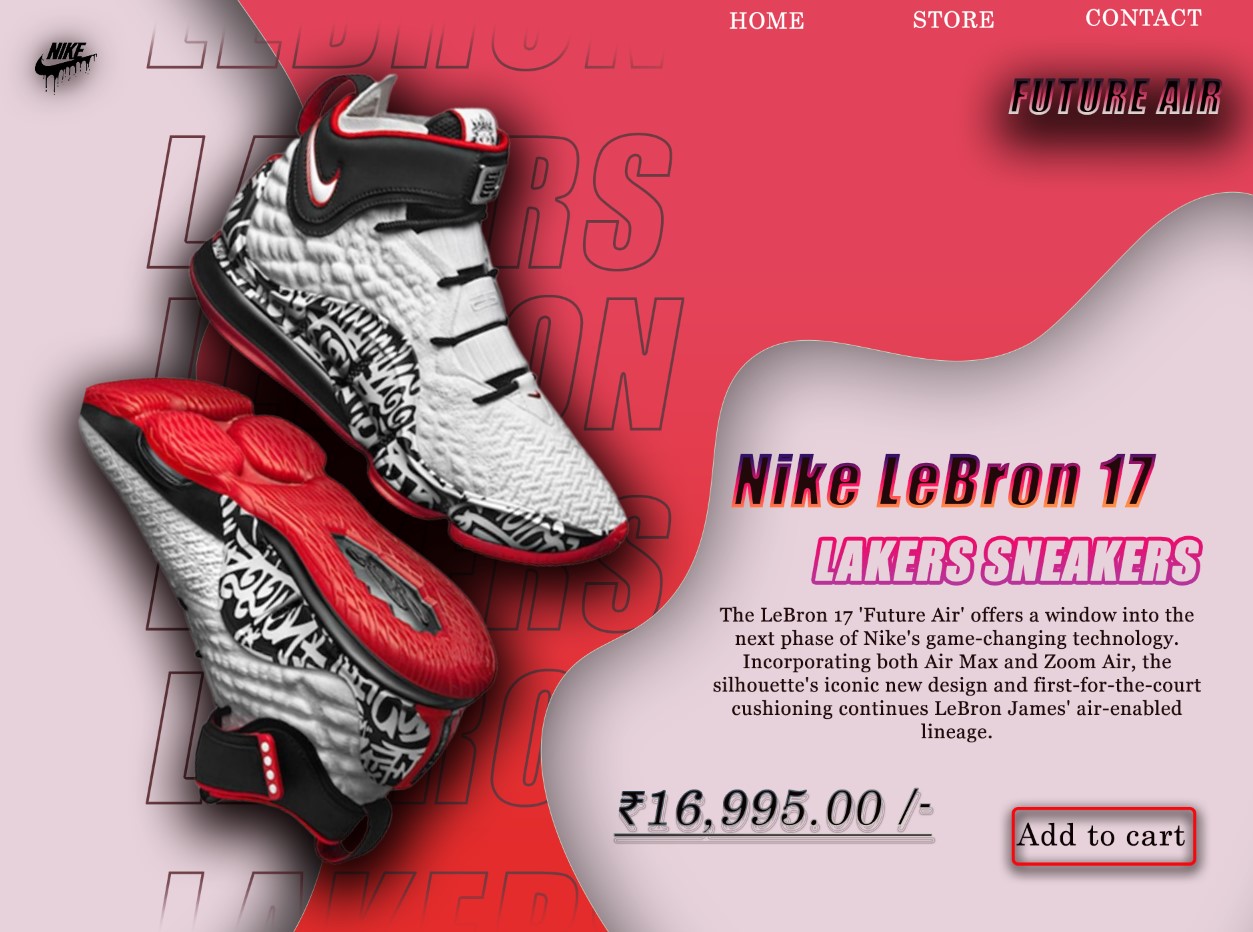 HOME STORE CONTACT
NIKE
FUTURE AIR
LEBRON
LAKERS
LEBRON
LAKERS
LEBRON
LAKERS
Nike LeBron 17
LAKERS SNEAKERS
The LeBron 17 'Future Air' offers a window into the
next phase of Nike's game-changing technology.
Incorporating both Air Max and Zoom Air, the
silhouette's iconic new design and first-for-the-court
cushioning continues LeBron James' air-enabled
lineage.
₹16,995.00 /-
Add to cart